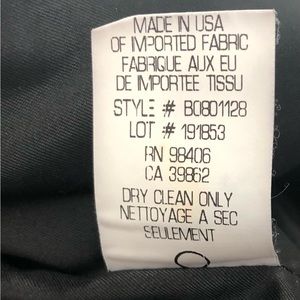 MADE IN USA
OF IMPORTED FABRIC
FABRIQUE AUX EU
DE IMPORTEE TISSU
STYLE # B0801128
LOT # 191853
RN 98406
CA 39862
DRY CLEAN ONLY
NETTOYAGE A SEC
SEULEMENT